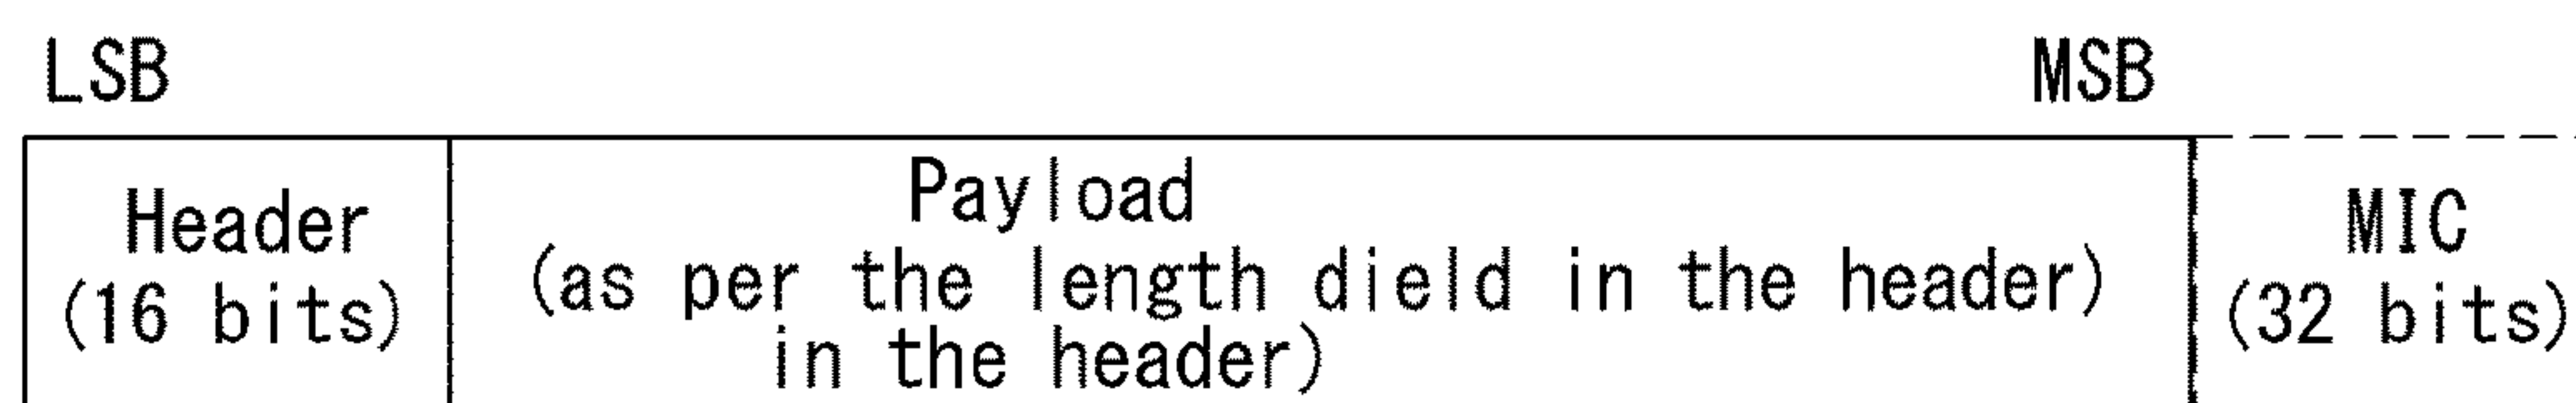 LSB MSB
Header
(16 bits)
Payload
(as per the length dield in the header)
in the header)
MIC
(32 bits)